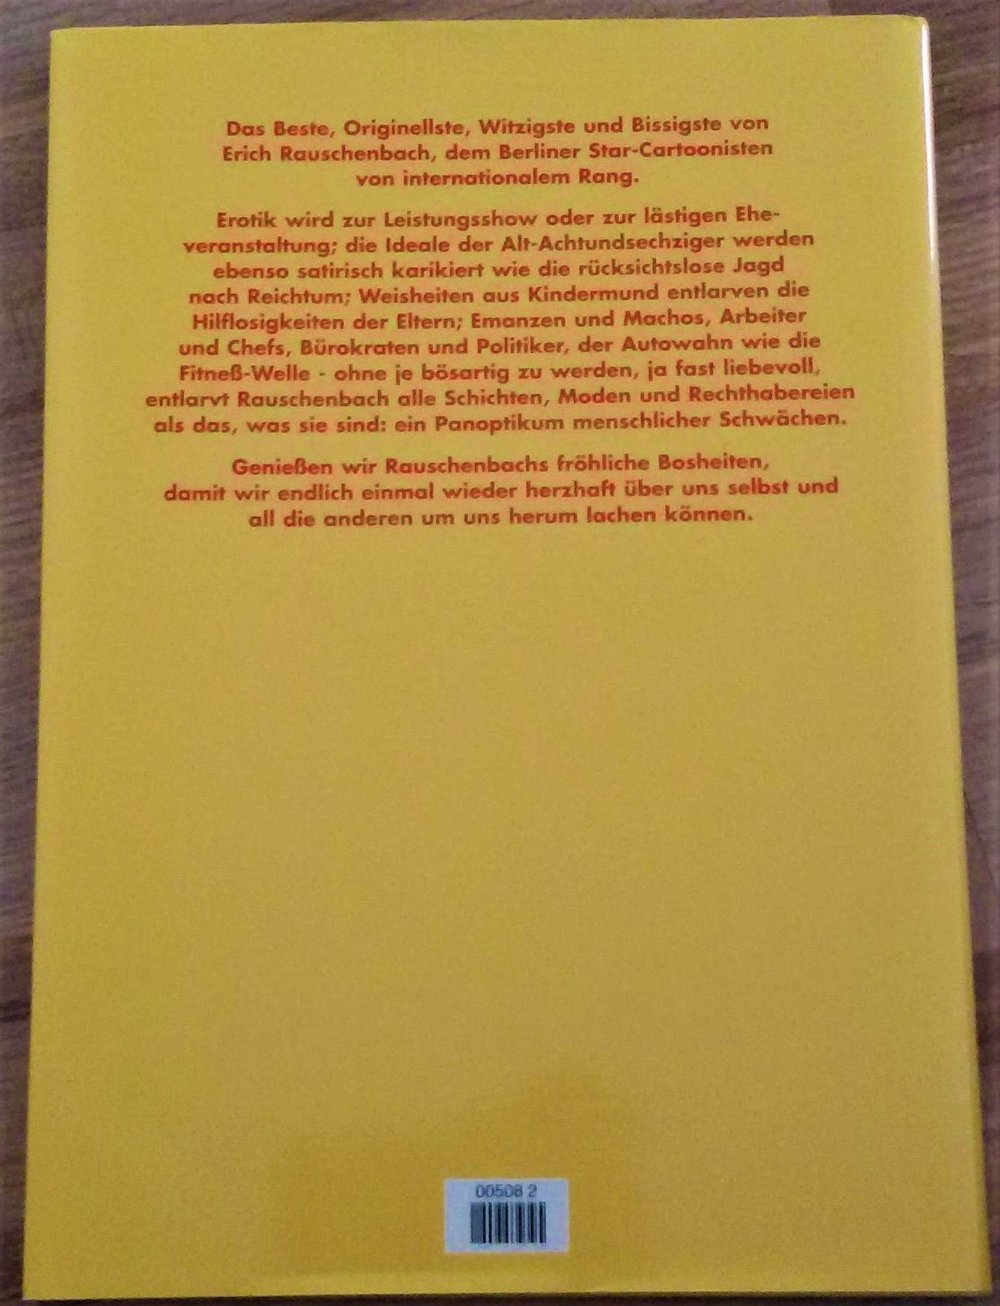 Das Beste, Originellste, Witzigste und Bissigste von
Erich Rauschenbach, dem Berliner Star-Cartoonisten
von internationalem Rang.
Erotik wird zur Leistungsshow oder zur lästigen Ehe-
veranstaltung; die Ideale der Alt-Achtundsechziger werden
ebenso satirisch karikiert wie die rücksichtslose Jagd
nach Reichtum; Weisheiten aus Kindermund entlarven die
Hilflosigkeiten der Eltern; Emanzen und Machos, Arbeiter
und Chefs, Bürokraten und Politiker, der Autowahn wie die
Fitneß-Welle - ohne je bösartig zu werden, ja fast liebevoll,
entlarvt Rauschenbach alle Schichten, Moden und Rechthabereien
als das, was sie sind: ein Panoptikum menschlicher Schwächen.
Genießen wir Rauschenbachs fröhliche Bosheiten,
damit wir endlich einmal wieder herzhaft über uns selbst und
all die anderen um uns herum lachen können.
00508 2